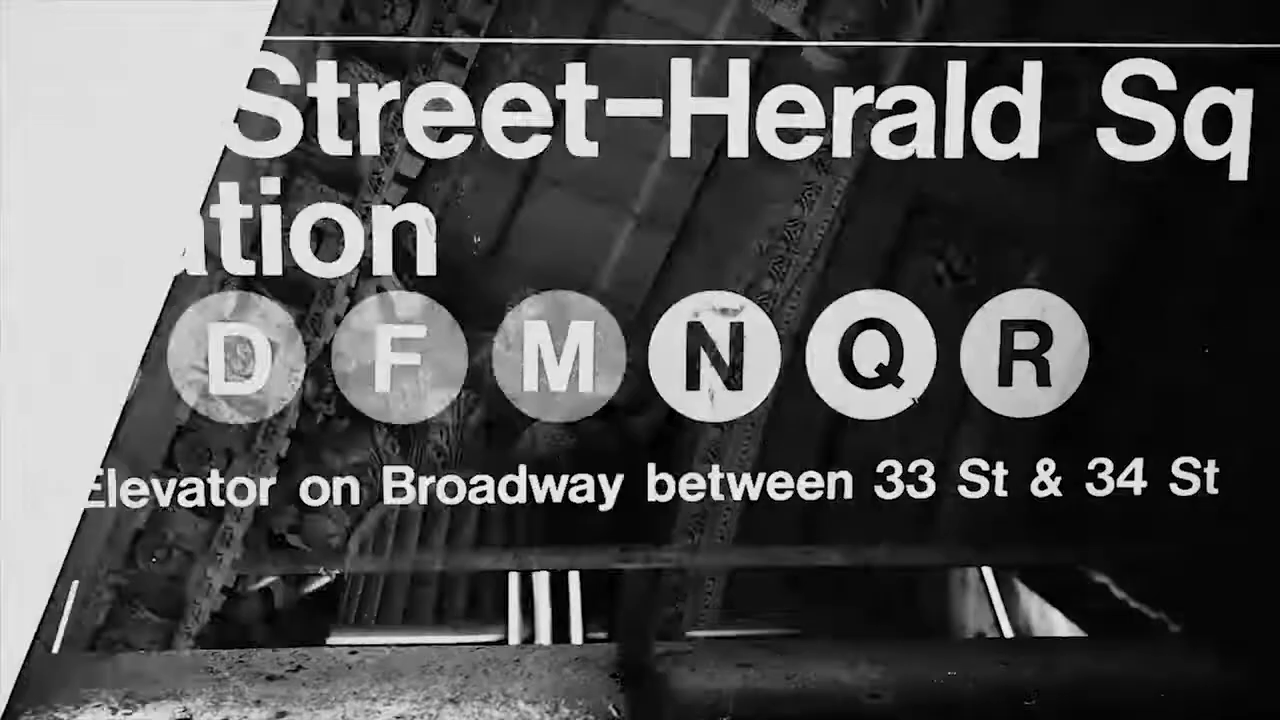 Street-Herald Sq
ation
D F M N Q R
Elevator on Broadway between 33 St & 34 St